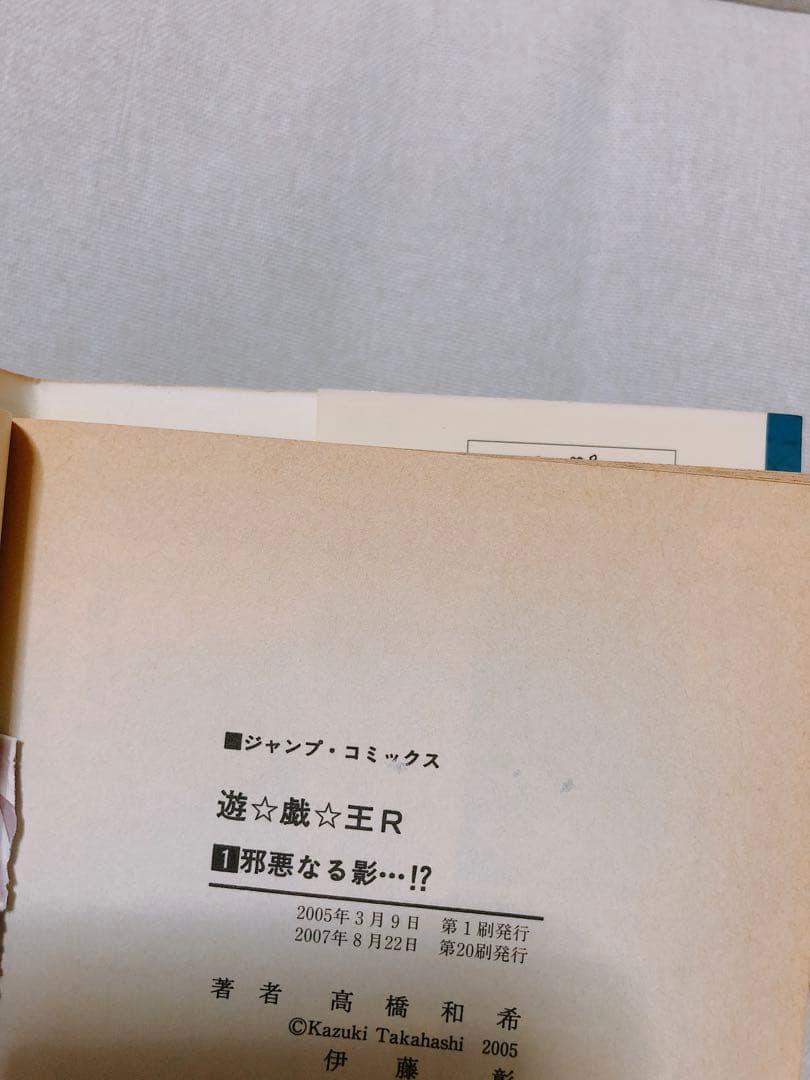 ■ジャンプ・コミックス
遊☆戯☆王R
1邪悪なる影…!?
2005年3月9日 第1刷発行
2007年8月22日 第20刷発行
著者 高橋和希
©Kazuki Takahashi 2005
伊藤彰